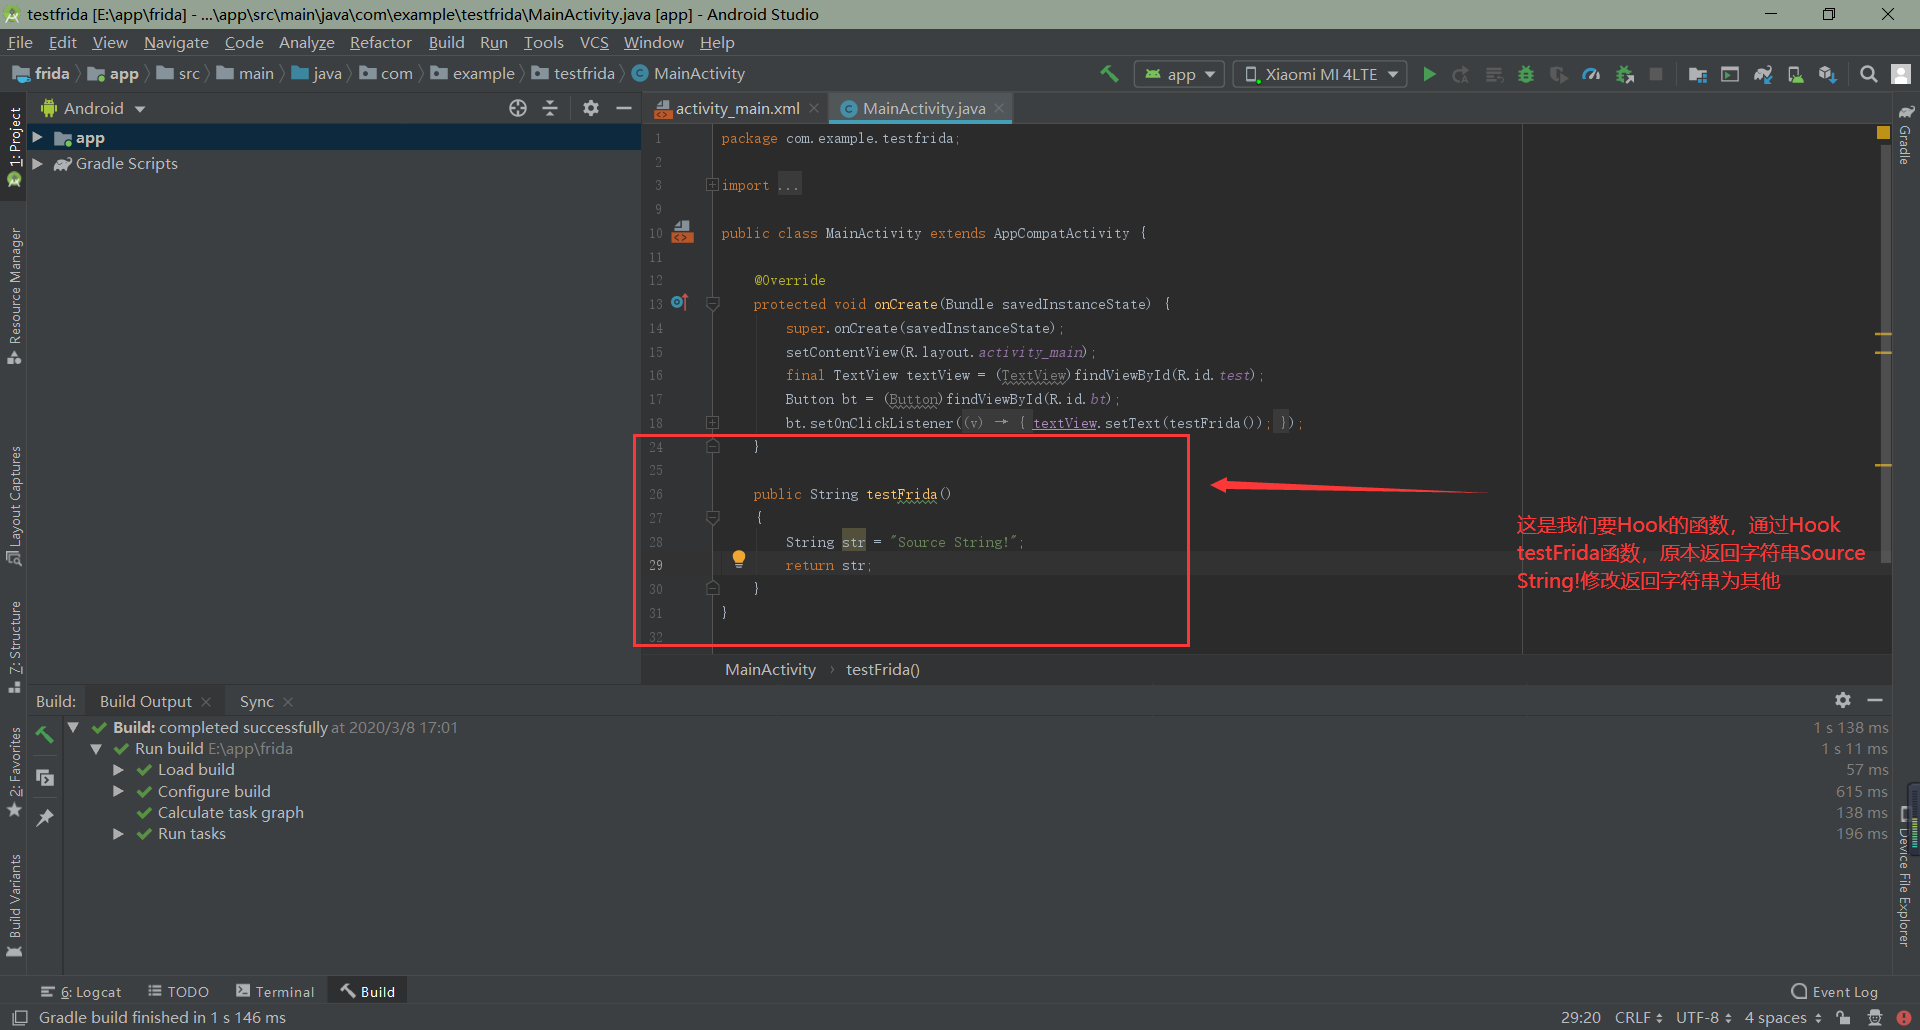 testfrida [E:\app\frida] - ...\app\src\main\java\com\example\testfrida\MainActivity.java [app] - Android Studio
File Edit View Navigate Code Analyze Refactor Build Run Tools VCS Window Help
frida app src main java com example testfrida MainActivity app Xiaomi MI 4LTE
Android
activity_main.xml MainActivity.java
app
Gradle Scripts
1: Project
Resource Manager
Layout Captures
7: Structure
2: Favorites
Build Variants
Gradle
Device File Explorer
1 package com.example.testfrida;
2
3 import ...
9
10 public class MainActivity extends AppCompatActivity {
11
12 @Override
13 protected void onCreate(Bundle savedInstanceState) {
14 super.onCreate(savedInstanceState);
15 setContentView(R.layout.activity_main);
16 final TextView textView = (TextView)findViewById(R.id.test);
17 Button bt = (Button)findViewById(R.id.bt);
18 bt.setOnClickListener((v) → { textView.setText(testFrida()); });
24 }
25
26 public String testFrida()
27 {
28 String str = "Source String!";
29 return str;
30 }
31 }
32
这是我们要Hook的函数，通过Hook
testFrida函数，原本返回字符串Source
String!修改返回字符串为其他
MainActivity › testFrida()
Build: Build Output Sync
Build: completed successfully at 2020/3/8 17:01 1 s 138 ms
Run build E:\app\frida 1 s 11 ms
Load build 57 ms
Configure build 615 ms
Calculate task graph 138 ms
Run tasks 196 ms
6: Logcat TODO Terminal Build Event Log
Gradle build finished in 1 s 146 ms 29:20 CRLF UTF-8 4 spaces